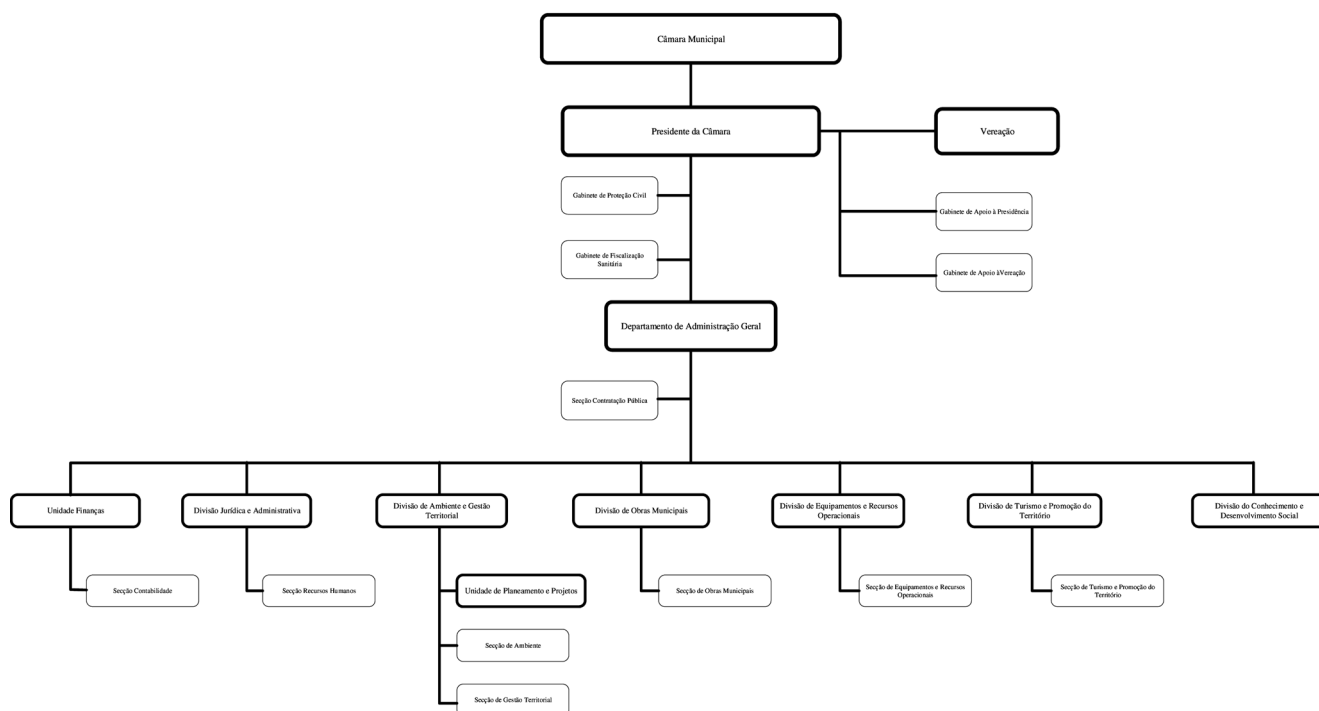 Câmara Municipal
Presidente da Câmara
Vereação
Gabinete de Proteção Civil
Gabinete de Apoio à Presidência
Gabinete de Fiscalização
Sanitária
Gabinete de Apoio àVereação
Departamento de Administração Geral
Secção Contratação Pública
Unidade Finanças
Divisão Jurídica e Administrativa
Divisão de Ambiente e Gestão
Territorial
Divisão de Obras Municipais
Divisão de Equipamentos e Recursos
Operacionais
Divisão de Turismo e Promoção do
Território
Divisão do Conhecimento e
Desenvolvimento Social
Secção Contabilidade
Secção Recursos Humanos
Unidade de Planeamento e Projetos
Secção de Obras Municipais
Secção de Equipamentos e Recursos
Operacionais
Secção de Turismo e Promoção do
Território
Secção de Ambiente
Secção de Gestão Territorial